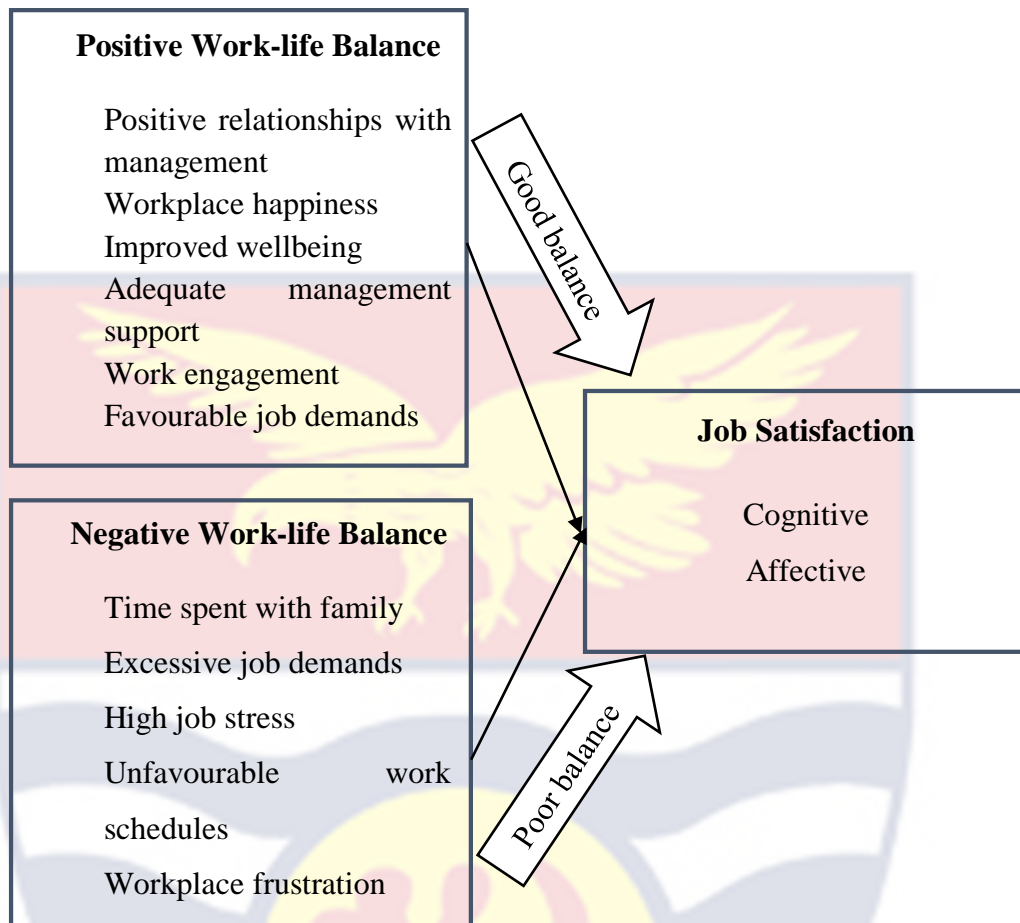 Positive Work-life Balance
Positive relationships with
management
Workplace happiness
Improved wellbeing
Adequate management
support
Work engagement
Favourable job demands
Good balance
Job Satisfaction
Cognitive
Affective
Negative Work-life Balance
Time spent with family
Excessive job demands
High job stress
Unfavourable work
schedules
Workplace frustration
Poor balance